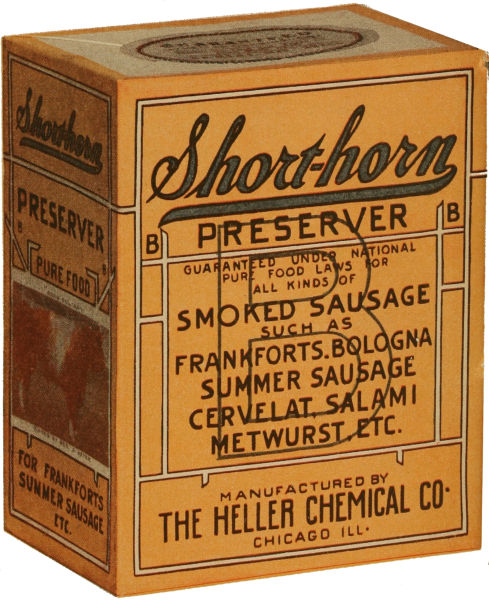 Short-horn
PRESERVER
B
B
B
GUARANTEED UNDER NATIONAL
PURE FOOD LAWS FOR
ALL KINDS OF
SMOKED SAUSAGE
SUCH AS
FRANKFORTS. BOLOGNA
SUMMER SAUSAGE
CERVELAT, SALAMI
METWURST, ETC.
MANUFACTURED BY
THE HELLER CHEMICAL CO.
CHICAGO ILL.
Short-horn
PRESERVER
B
B
PURE FOOD
FOR FRANKFORTS
SUMMER SAUSAGE
ETC.